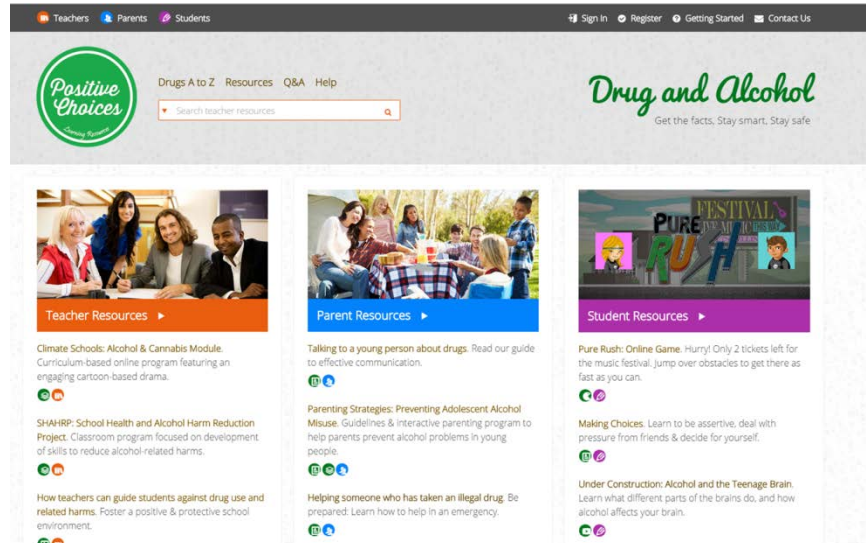 Teachers Parents Students
Sign In Register Getting Started Contact Us
Positive
Choices
Learning Resource
Drugs A to Z Resources Q&A Help
Search teacher resources
Drug and Alcohol
Get the facts, Stay smart, Stay safe
Teacher Resources
Climate Schools: Alcohol & Cannabis Module.
Curriculum-based online program featuring an
engaging cartoon-based drama.
SHAHRP: School Health and Alcohol Harm Reduction
Project. Classroom program focused on development
of skills to reduce alcohol-related harms.
How teachers can guide students against drug use and
related harms. Foster a positive & protective school
environment.
Parent Resources
Talking to a young person about drugs. Read our guide
to effective communication.
Parenting Strategies: Preventing Adolescent Alcohol
Misuse. Guidelines & interactive parenting program to
help parents prevent alcohol problems in young
people.
Helping someone who has taken an illegal drug. Be
prepared: Learn how to help in an emergency.
FESTIVAL
PURE
RUSH
Student Resources
Pure Rush: Online Game. Hurry! Only 2 tickets left for
the music festival. Jump over obstacles to get there as
fast as you can.
Making Choices. Learn to be assertive, deal with
pressure from friends & decide for yourself.
Under Construction: Alcohol and the Teenage Brain.
Learn what different parts of the brains do, and how
alcohol affects your brain.